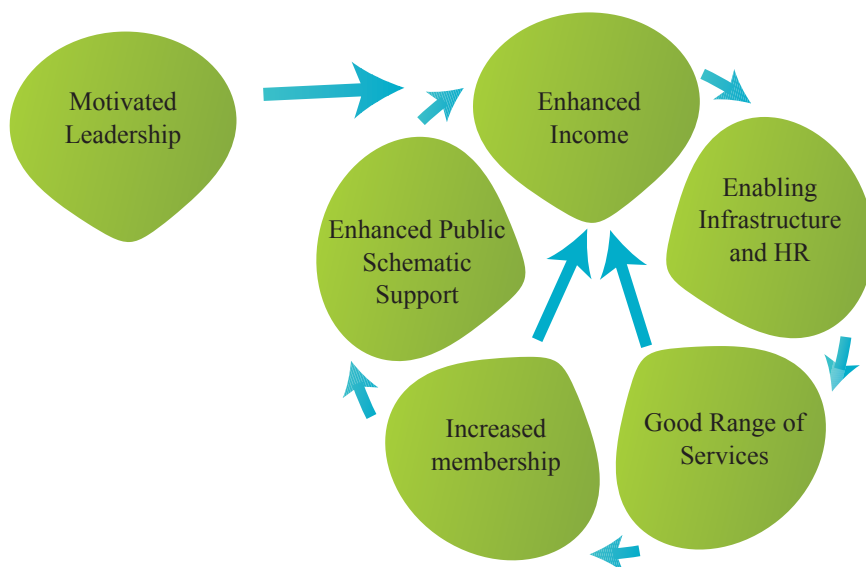 Motivated
Leadership
Enhanced
Income
Enabling
Infrastructure
and HR
Good Range of
Services
Increased
membership
Enhanced Public
Schematic
Support